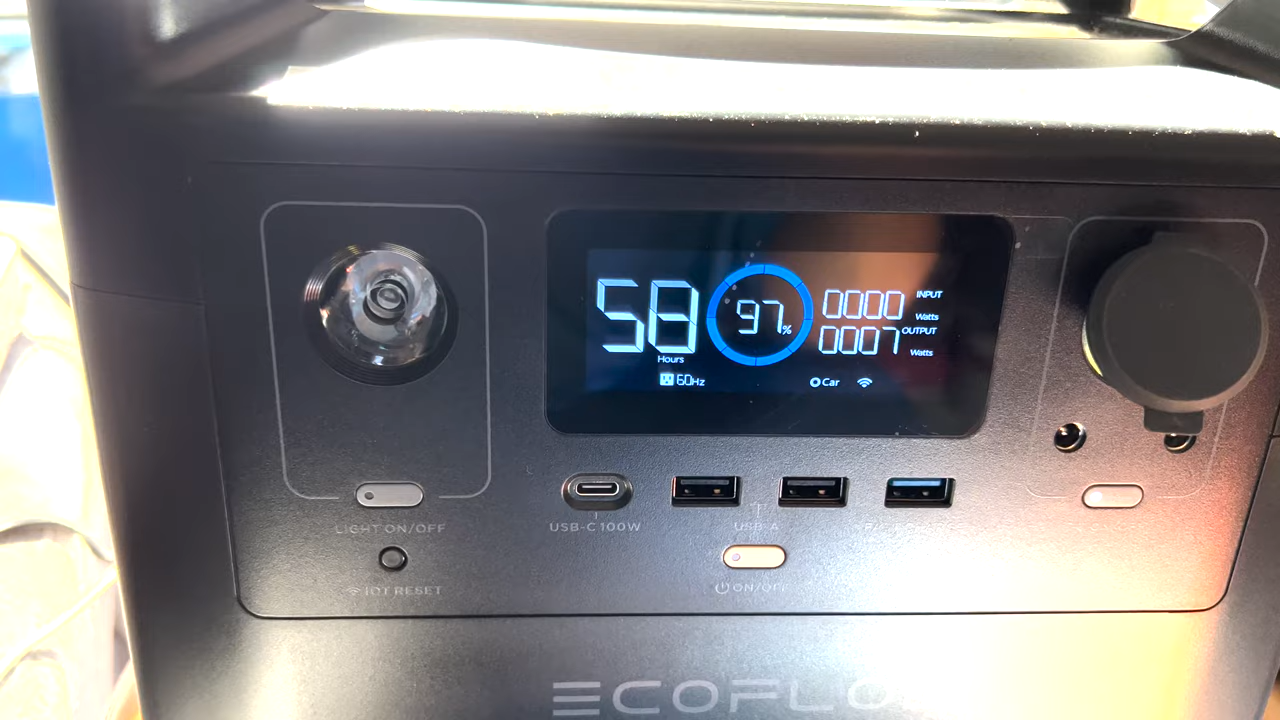 58
Hours
97%
0000 INPUT
Watts
0007 OUTPUT
Watts
60Hz
Car
LIGHT ON/OFF
USB-C 100W
USB-A
IOT RESET
ON/OFF
ECOFLO